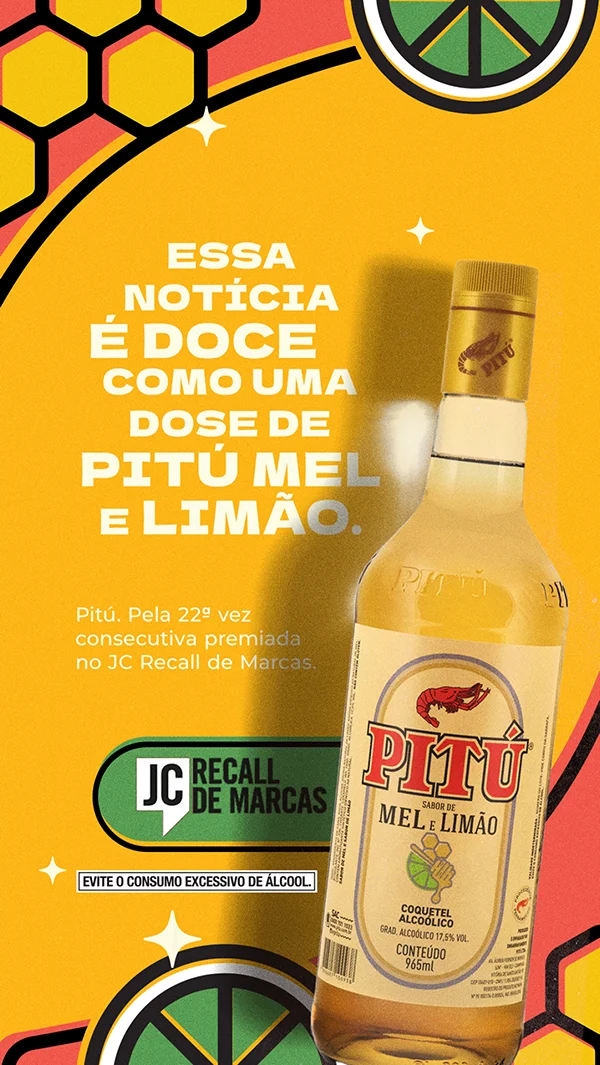 ESSA
NOTÍCIA
É DOCE
COMO UMA
DOSE DE
PITÚ MEL
E LIMÃO.
Pitú. Pela 22ª vez
consecutiva premiada
no JC Recall de Marcas.
JC RECALL
DE MARCAS
EVITE O CONSUMO EXCESSIVO DE ÁLCOOL.
PITÚ
PITÚ
PITÚ
SABOR DE
MEL E LIMÃO
COQUETEL
ALCOÓLICO
GRAD. ALCOÓLICO 17,5% VOL.
CONTEÚDO
965ml